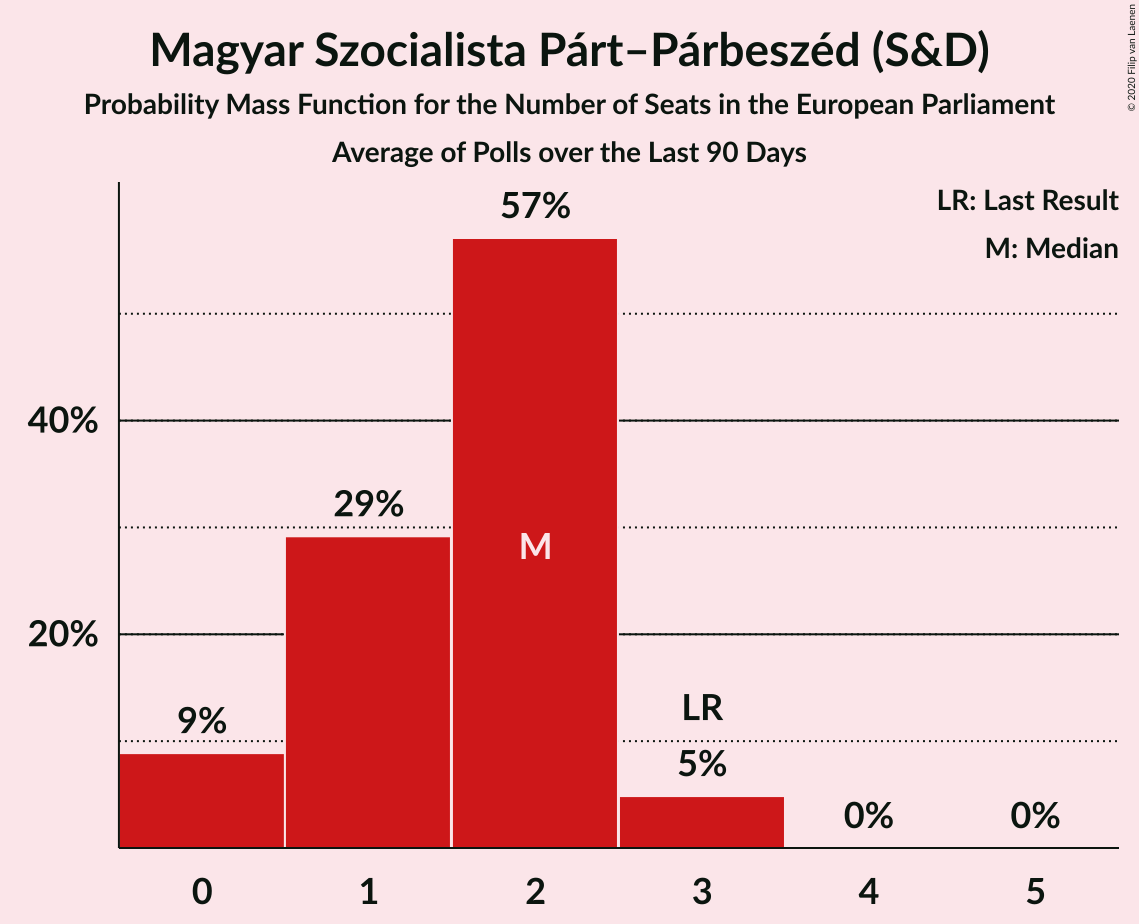 Magyar Szocialista Párt–Párbeszéd (S&D)
Probability Mass Function for the Number of Seats in the European Parliament
Average of Polls over the Last 90 Days
© 2020 Filip van Laenen
LR: Last Result
M: Median
57%
40%
29%
M
20%
9%
LR
5%
0%
0%
0 1 2 3 4 5